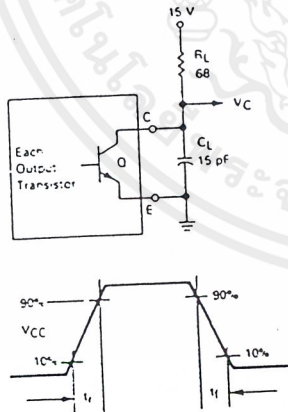 15 V
RL
68
VC
C
Each
Output
Transistor
Q
CL
15 pF
E
90%
90%
VCC
10%
10%
tr
tf